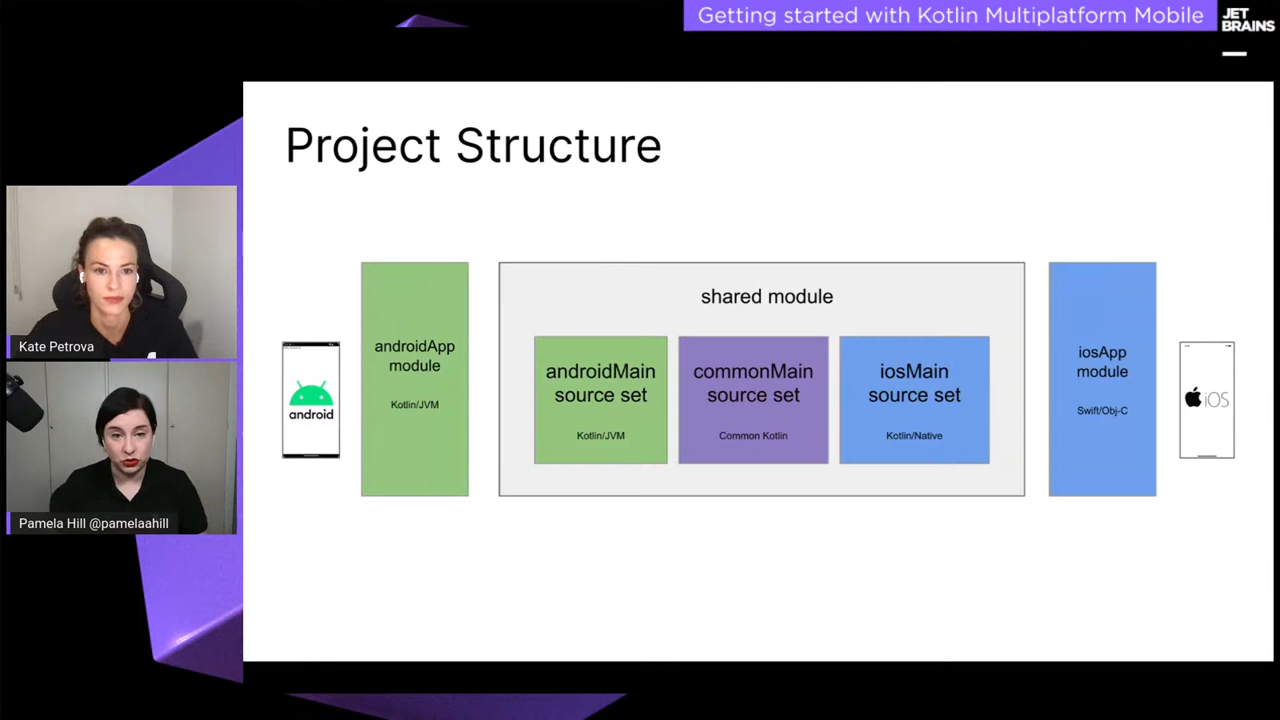 Getting started with Kotlin Multiplatform Mobile
JET
BRAINS
Project Structure
Kate Petrova
Pamela Hill @pamelaahill
android
androidApp
module
Kotlin/JVM
shared module
androidMain
source set
Kotlin/JVM
commonMain
source set
Common Kotlin
iosMain
source set
Kotlin/Native
iosApp
module
Swift/Obj-C
iOS